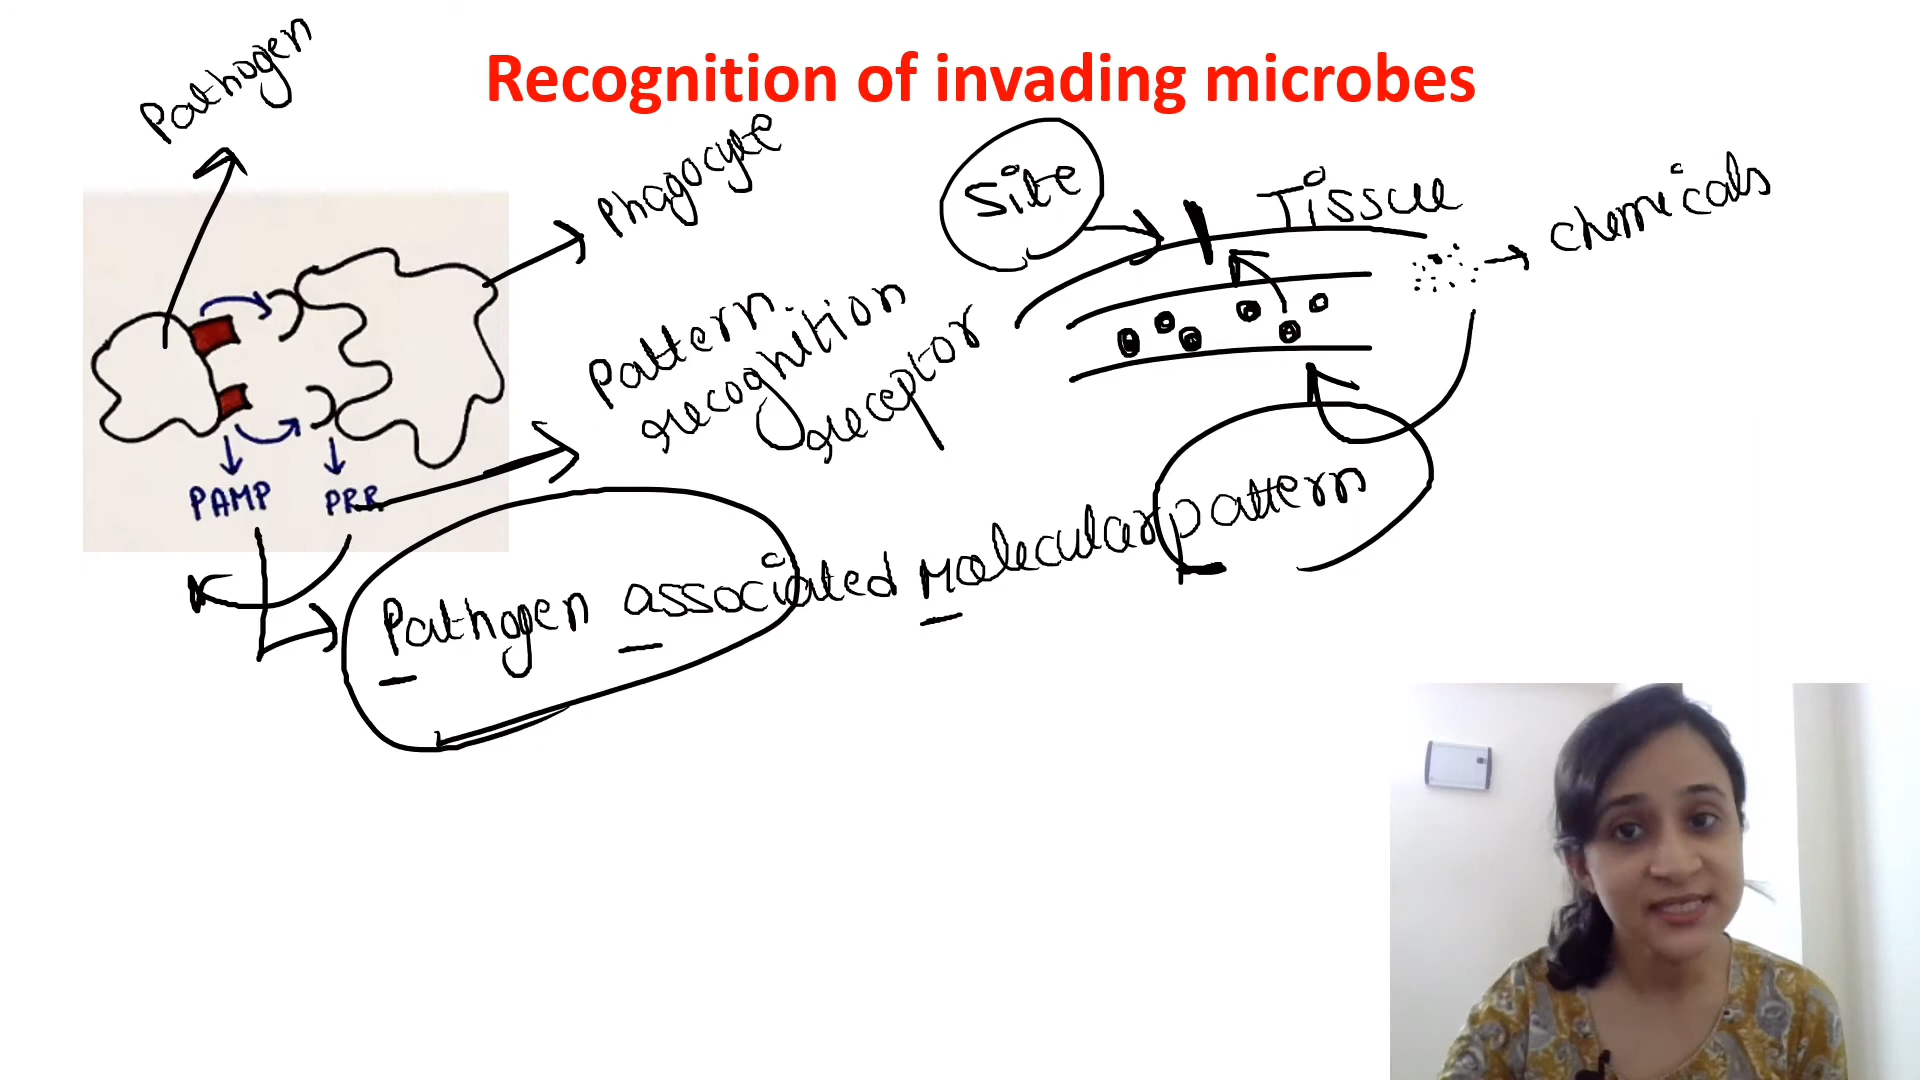 Recognition of invading microbes
Pathogen
Phagocyte
Site
Tissue
chemicals
Pattern
recognition
receptor
PAMP PRR
Pathogen associated Molecular pattern